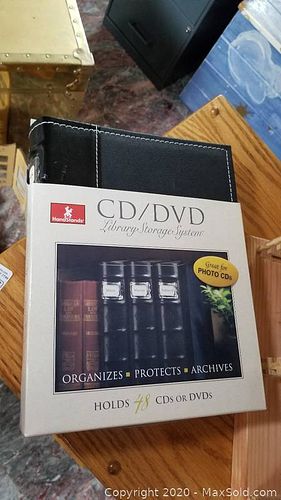 HandStands
CD/DVD
Library Storage System
Great for
PHOTO CDs
ORGANIZES ▪ PROTECTS ▪ ARCHIVES
HOLDS 48 CDs OR DVDs
Copyright © 2020 - MaxSold.com